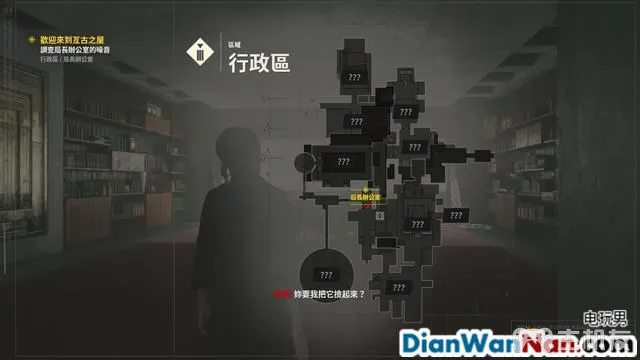 歡迎來到亙古之屋
調查局長辦公室的噪音
行政區 / 局長辦公室
區域
行政區
???
???
???
???
???
局長辦公室
???
???
???
???
妳要我把它撿起來？
电玩男
DianWanNan.com